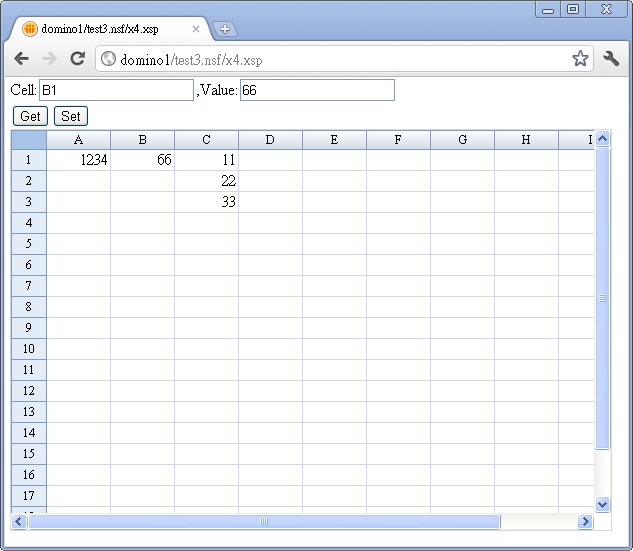 domino1/test3.nsf/x4.xsp
domino1/test3.nsf/x4.xsp
Cell: B1 ,Value: 66
Get Set
A B C D E F G H I
1 1234 66 11
2 22
3 33
4
5
6
7
8
9
10
11
12
13
14
15
16
17